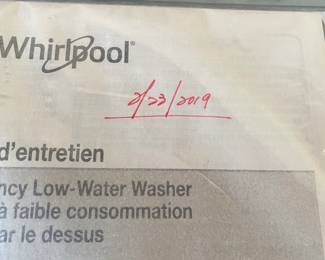 Whirlpool®
2/23/2019
d'entretien
ncy Low-Water Washer
à faible consommation
ar le dessus